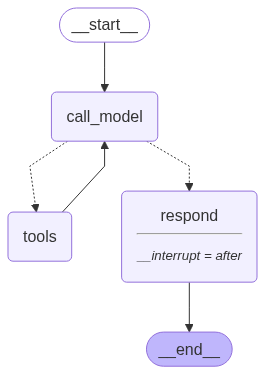 __start__
call_model
tools
respond
__interrupt = after
__end__